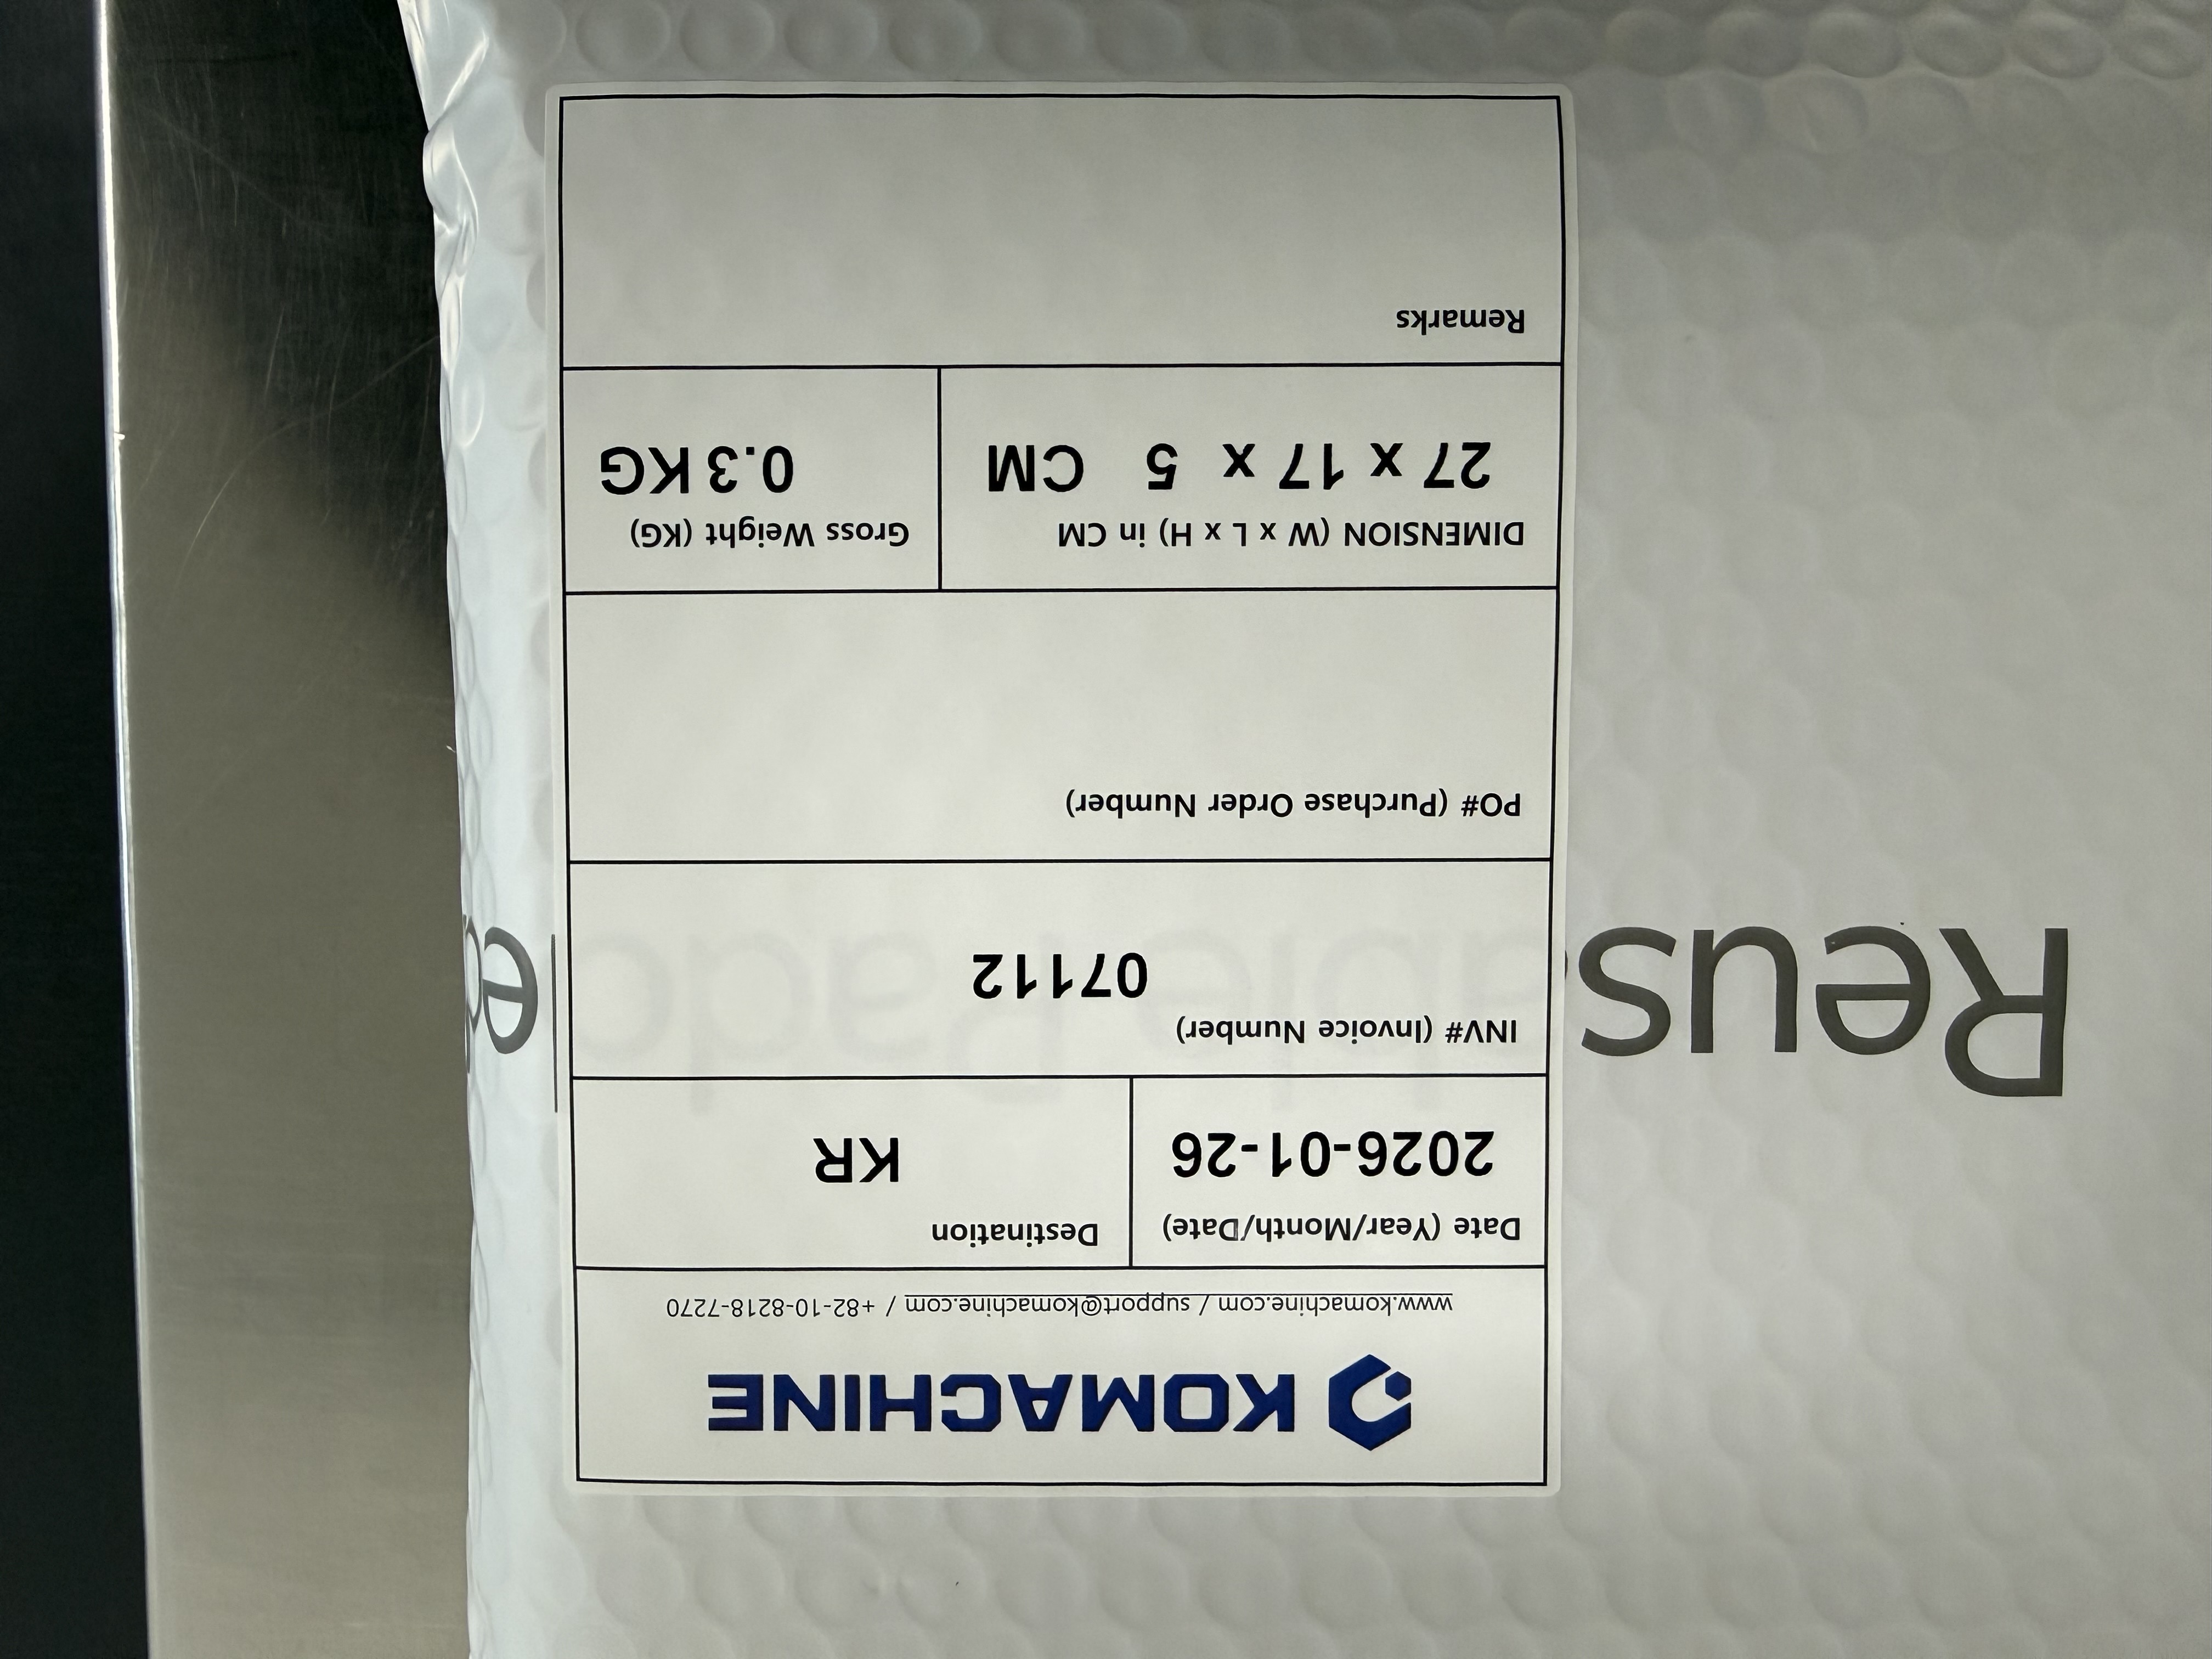 KOMACHINE
www.komachine.com / support@komachine.com / +82-10-8218-7270
Date (Year/Month/Date)
2026-01-26
Destination
KR
INV# (Invoice Number)
07112
PO# (Purchase Order Number)
DIMENSION (W x L x H) in CM
27 x 17 x 5 CM
Gross Weight (KG)
0.3 KG
Remarks
Reus